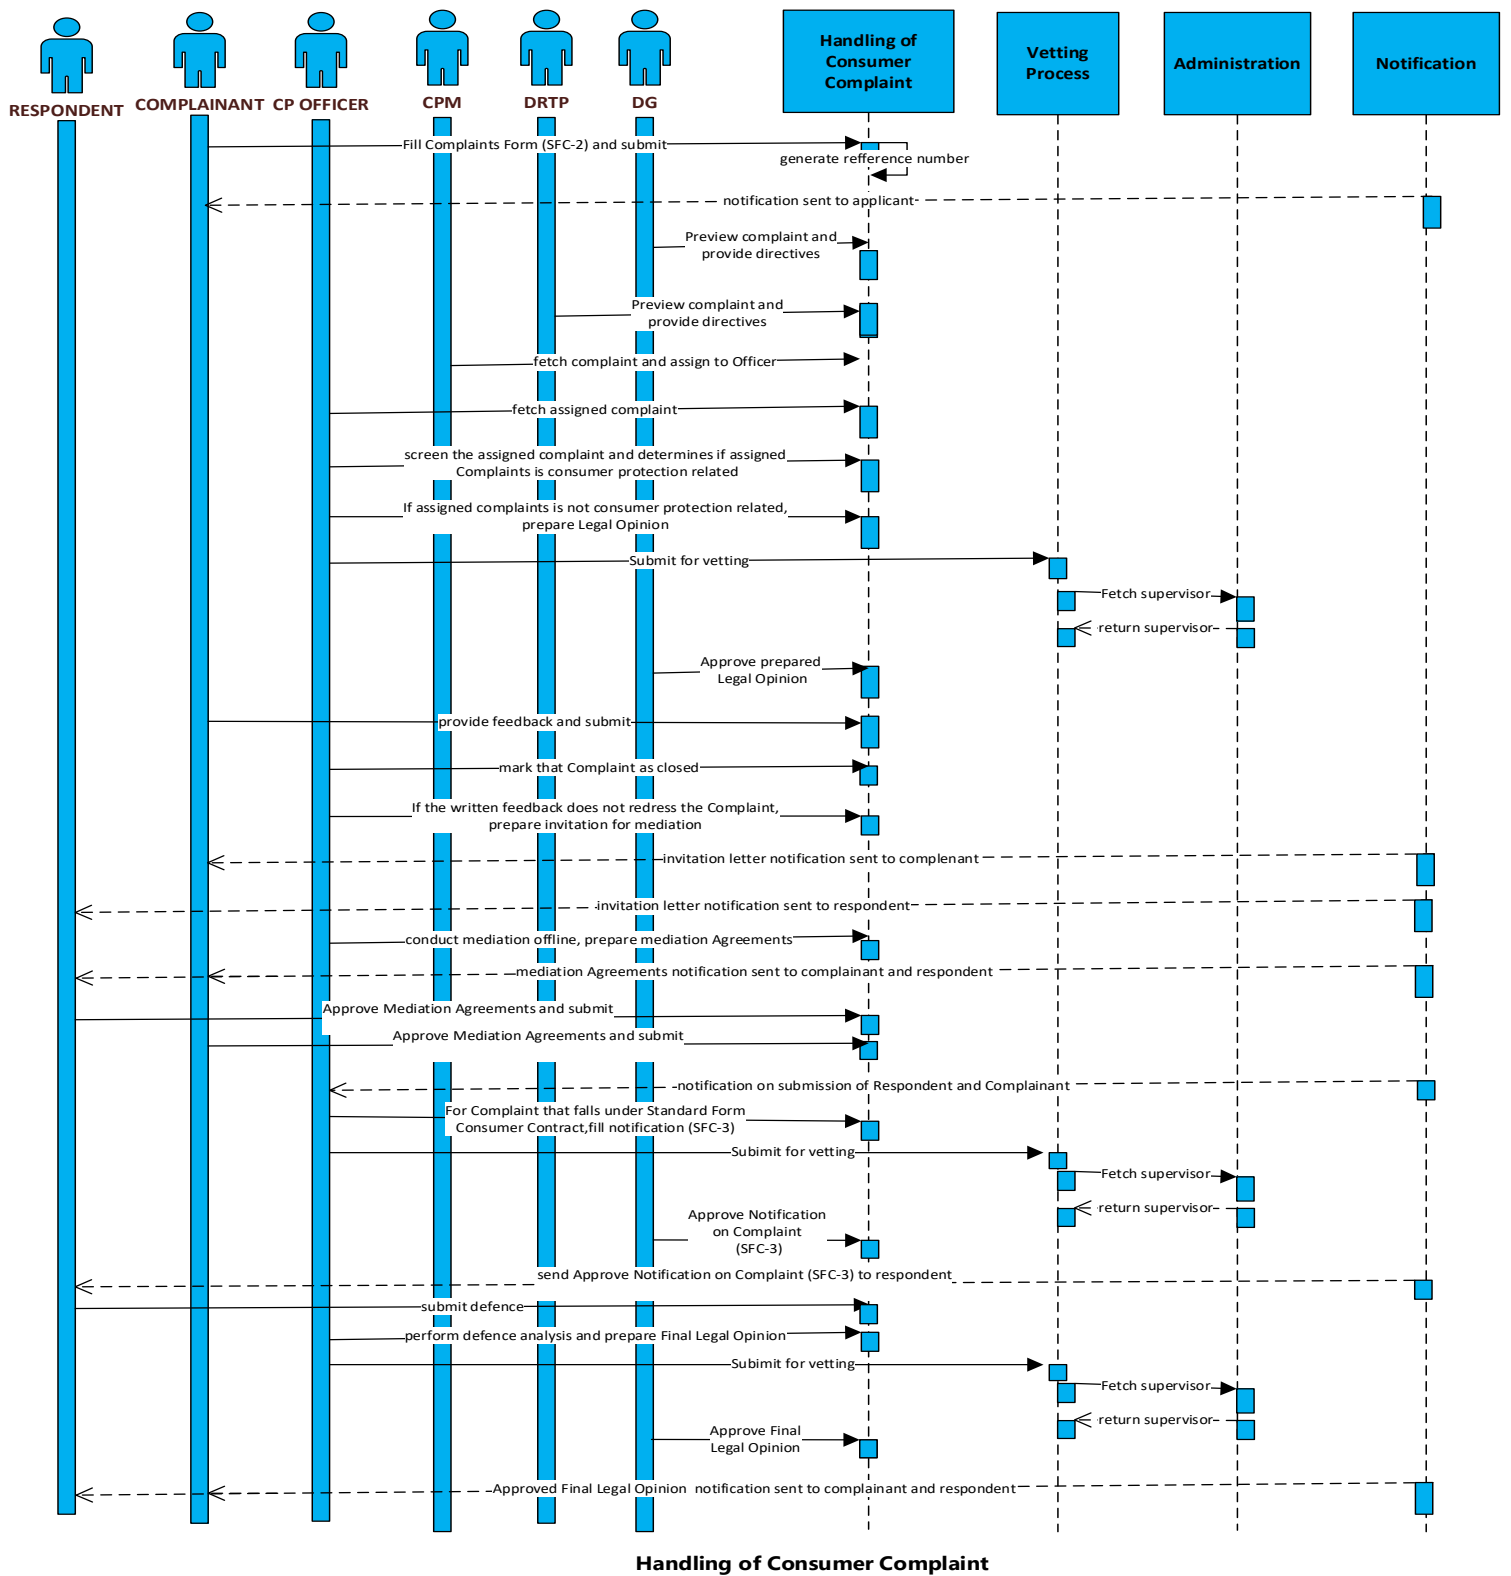 RESPONDENT
COMPLAINANT
CP OFFICER
CPM
DRTP
DG
Handling of
Consumer
Complaint
Vetting
Process
Administration
Notification
Fill Complaints Form (SFC-2) and submit
generate refference number
notification sent to applicant
Preview complaint and
provide directives
Preview complaint and
provide directives
fetch complaint and assign to Officer
fetch assigned complaint
screen the assigned complaint and determines if assigned
Complaints is consumer protection related
If assigned complaints is not consumer protection related,
prepare Legal Opinion
Submit for vetting
Fetch supervisor
return supervisor
Approve prepared
Legal Opinion
provide feedback and submit
mark that Complaint as closed
If the written feedback does not redress the Complaint,
prepare invitation for mediation
invitation letter notification sent to complenant
invitation letter notification sent to respondent
conduct mediation offline, prepare mediation Agreements
mediation Agreements notification sent to complainant and respondent
Approve Mediation Agreements and submit
Approve Mediation Agreements and submit
notification on submission of Respondent and Complainant
For Complaint that falls under Standard Form
Consumer Contract,fill notification (SFC-3)
Subimit for vetting
Fetch supervisor
return supervisor
Approve Notification
on Complaint
(SFC-3)
send Approve Notification on Complaint (SFC-3) to respondent
submit defence
perform defence analysis and prepare Final Legal Opinion
Subimit for vetting
Fetch supervisor
return supervisor
Approve Final
Legal Opinion
Approved Final Legal Opinion  notification sent to complainant and respondent
Handling of Consumer Complaint